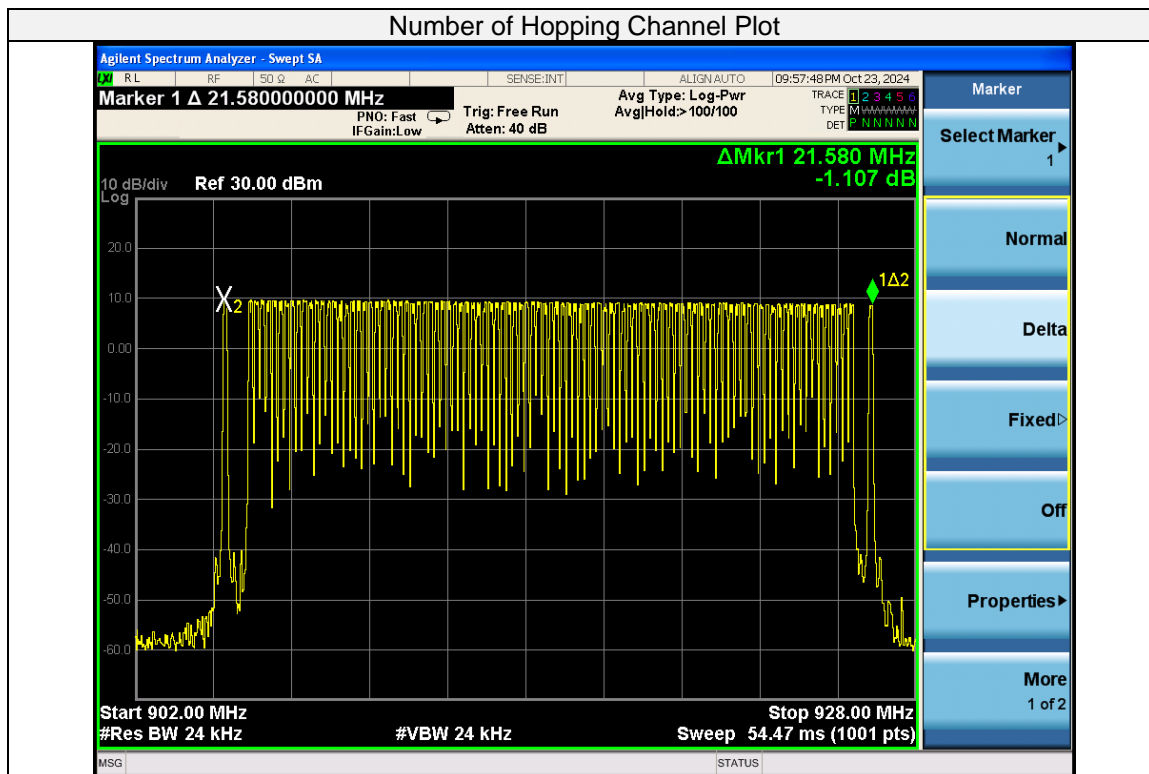 Number of Hopping Channel Plot
Agilent Spectrum Analyzer - Swept SA
LXI RL RF 50 Ω AC SENSE:INT ALIGN AUTO 09:57:48 PM Oct 23, 2024
Marker 1 Δ 21.580000000 MHz
PNO: Fast
IFGain:Low
Trig: Free Run
Atten: 40 dB
Avg Type: Log-Pwr
Avg|Hold:>100/100
TRACE 1 2 3 4 5 6
TYPE M WWWWW
DET P N N N N N
ΔMkr1 21.580 MHz
-1.107 dB
10 dB/div Ref 30.00 dBm
Log
20.0
10.0
0.00
-10.0
-20.0
-30.0
-40.0
-50.0
-60.0
X2
1Δ2
Start 902.00 MHz Stop 928.00 MHz
#Res BW 24 kHz #VBW 24 kHz Sweep 54.47 ms (1001 pts)
MSG STATUS
Marker
Select Marker
1
Normal
Delta
Fixed
Off
Properties
More
1 of 2